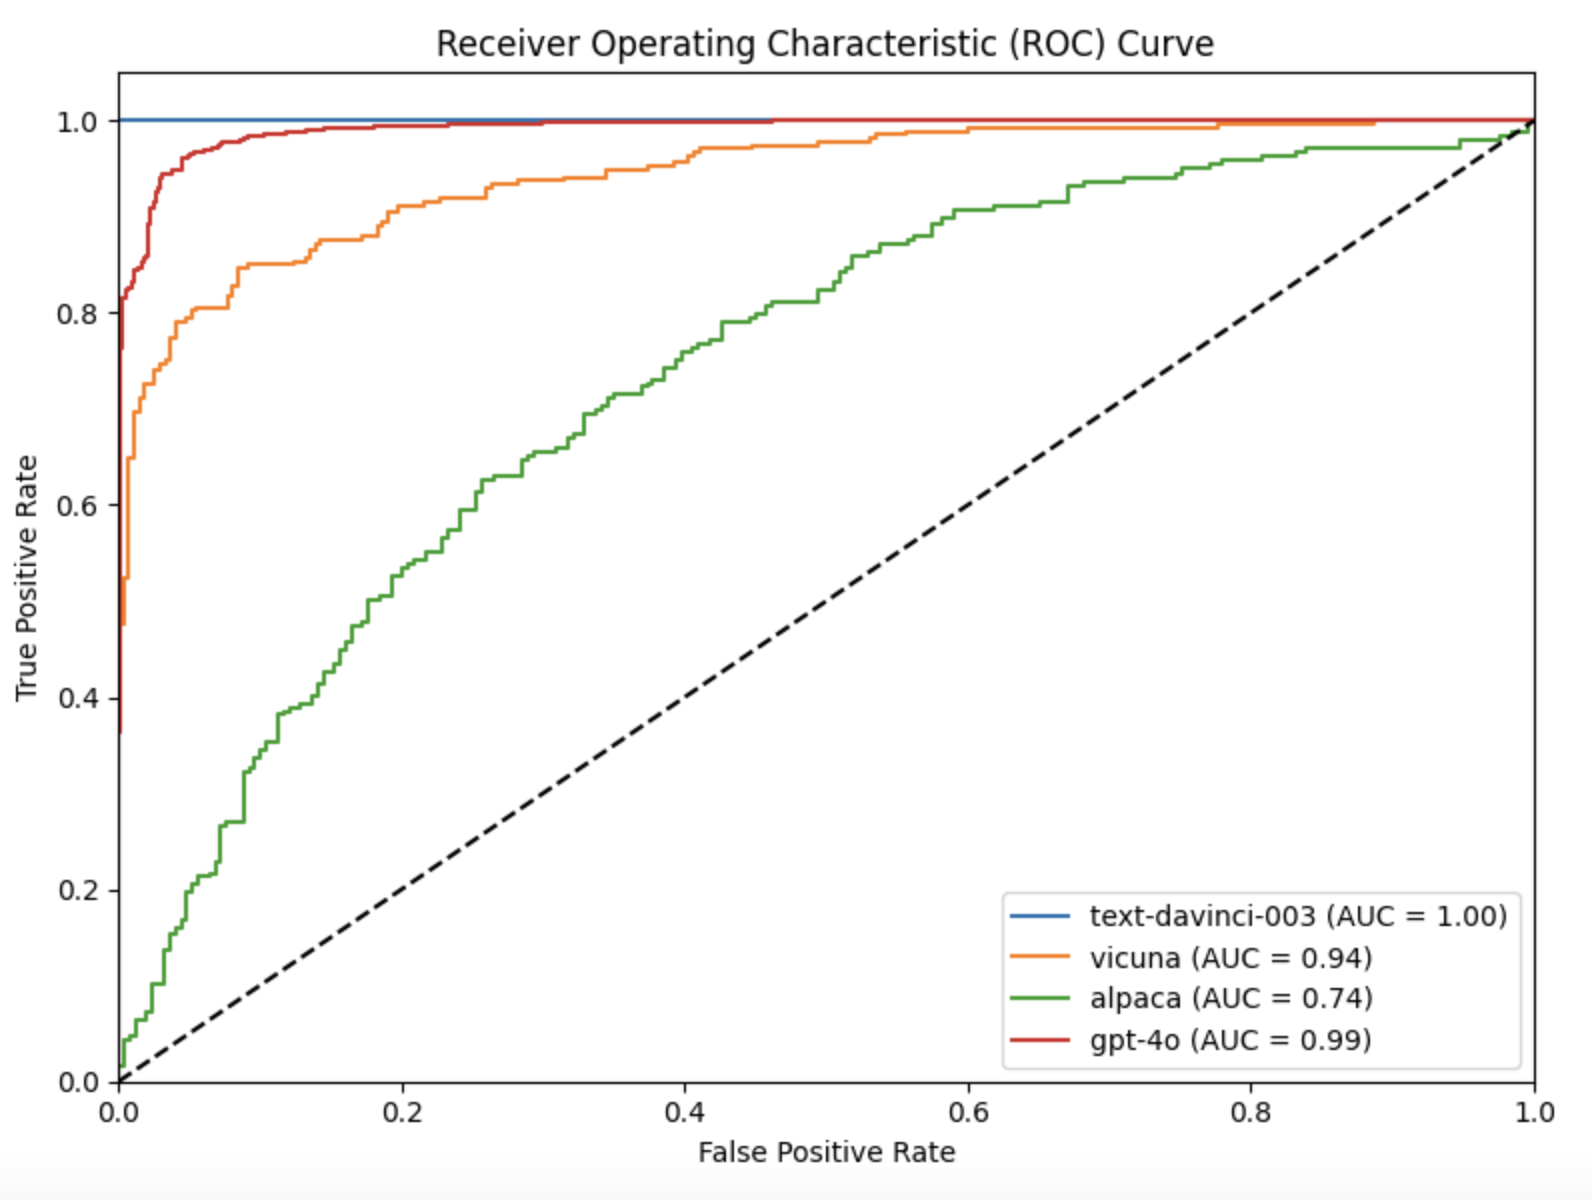 Receiver Operating Characteristic (ROC) Curve
True Positive Rate
1.0
0.8
0.6
0.4
0.2
0.0
0.0 0.2 0.4 0.6 0.8 1.0
False Positive Rate
text-davinci-003 (AUC = 1.00)
vicuna (AUC = 0.94)
alpaca (AUC = 0.74)
gpt-4o (AUC = 0.99)